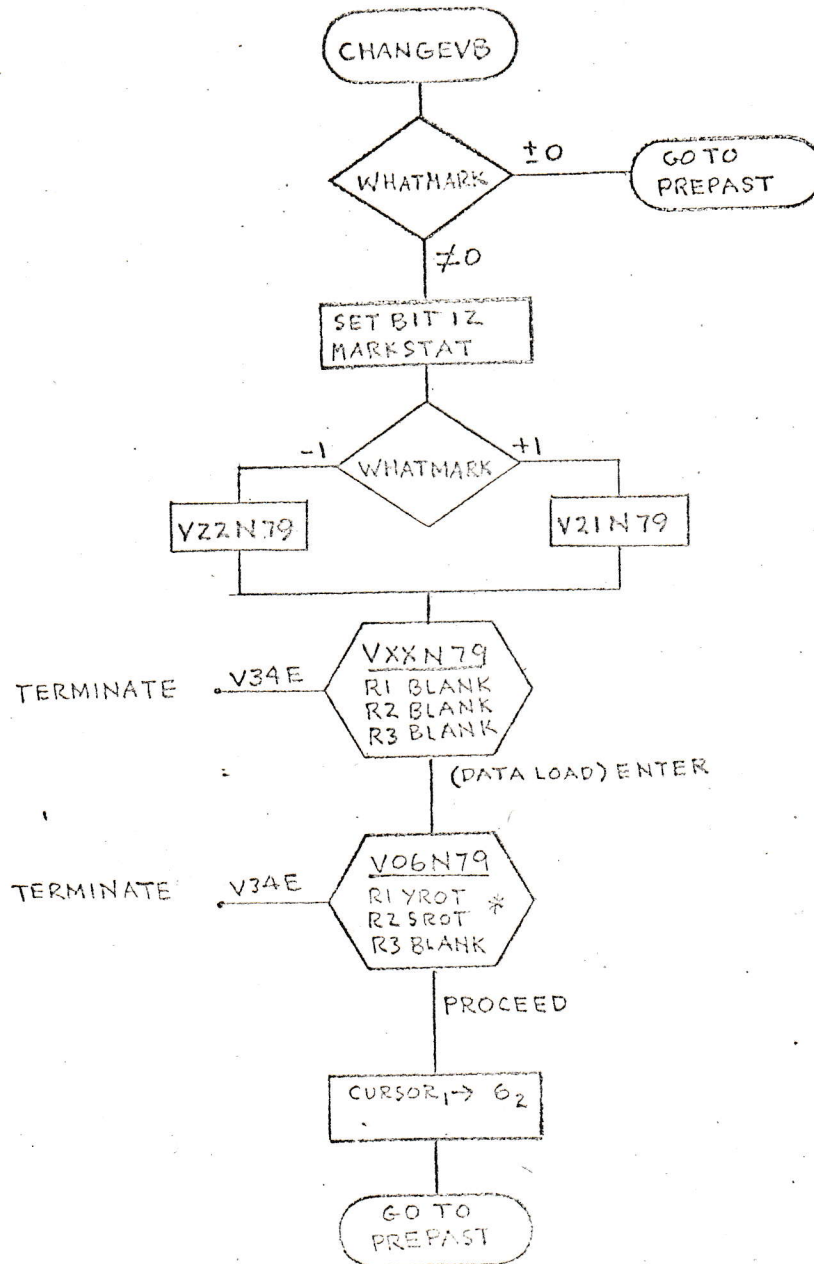 CHANGEVB
WHATMARK
±0
GO TO
PREPAST
≠0
SET BIT 12
MARKSTAT
-1
WHATMARK
+1
V22N79
V21N79
TERMINATE
V34E
VXXN79
R1 BLANK
R2 BLANK
R3 BLANK
(DATA LOAD) ENTER
TERMINATE
V34E
V06N79
R1 YROT *
R2 SROT
R3 BLANK
PROCEED
CURSOR₁→ 6₂
GO TO
PREPAST